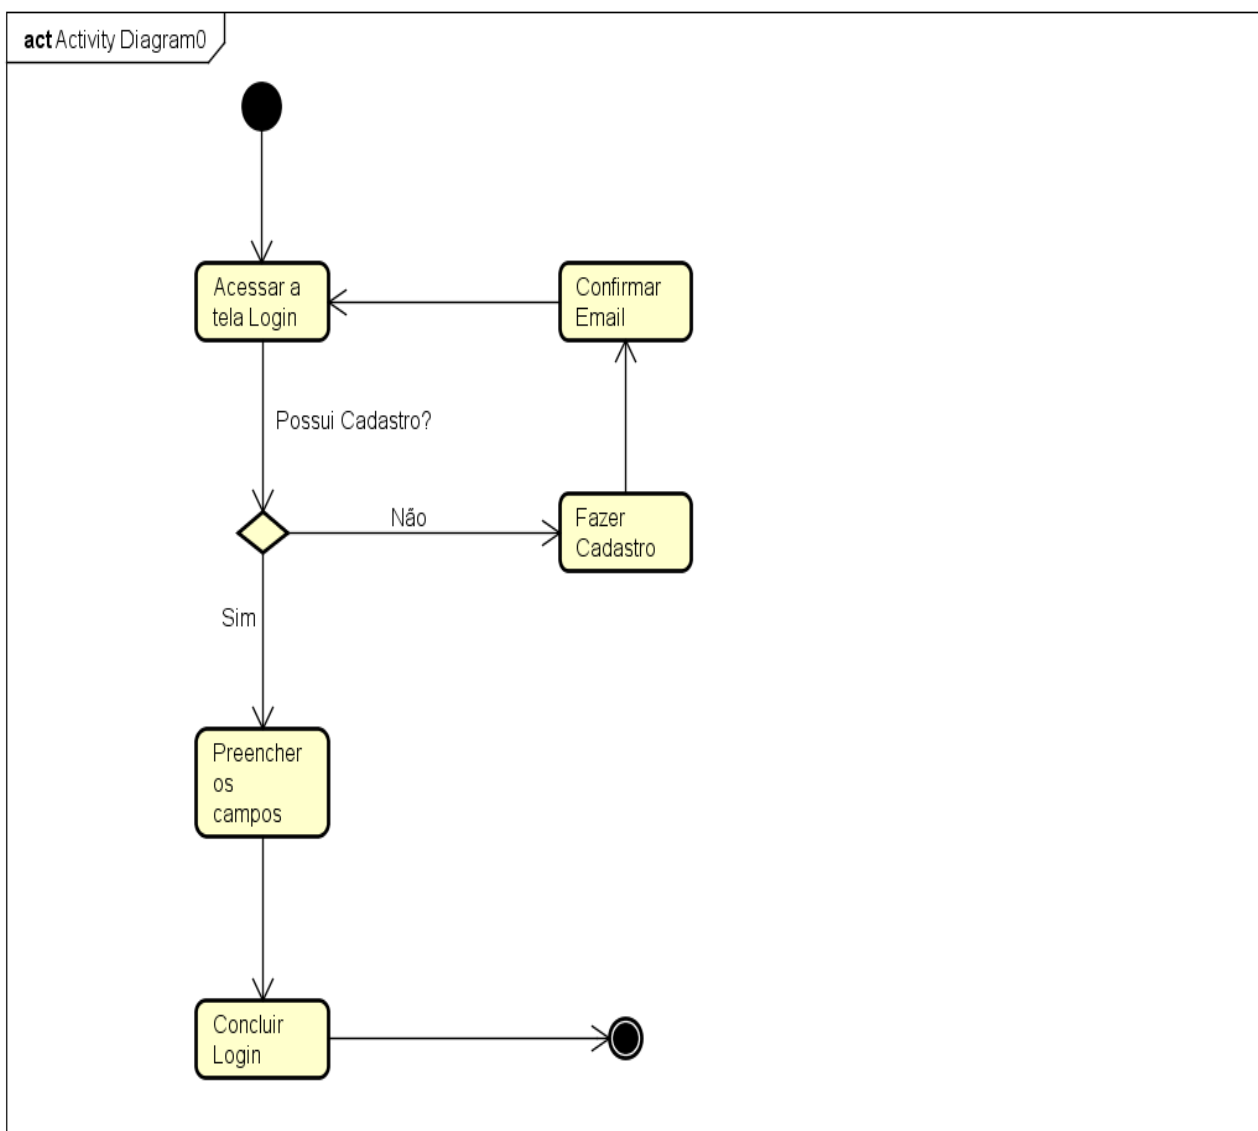 act Activity Diagram0
Acessar a
tela Login
Confirmar
Email
Possui Cadastro?
Não
Fazer
Cadastro
Sim
Preencher
os
campos
Concluir
Login